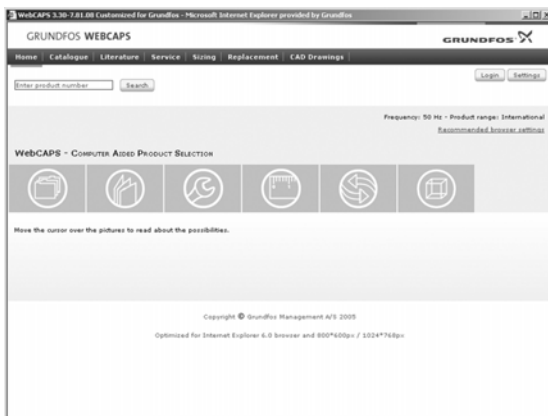 WebCAPS 3.30-7.81.08 Customized for Grundfos - Microsoft Internet Explorer provided by Grundfos
GRUNDFOS WEBCAPS
GRUNDFOS
Home Catalogue Literature Service Sizing Replacement CAD Drawings
Login Settings
Enter product number Search
Frequency: 50 Hz - Product range: International
Recommended browser settings
WebCAPS - Computer Aided Product Selection
Move the cursor over the pictures to read about the possibilities.
Copyright © Grundfos Management A/S 2005
Optimized for Internet Explorer 6.0 browser and 800*600px / 1024*768px